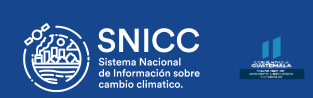 SNICC
Sistema Nacional
de Información sobre
cambio climatico.
GUATEMALA